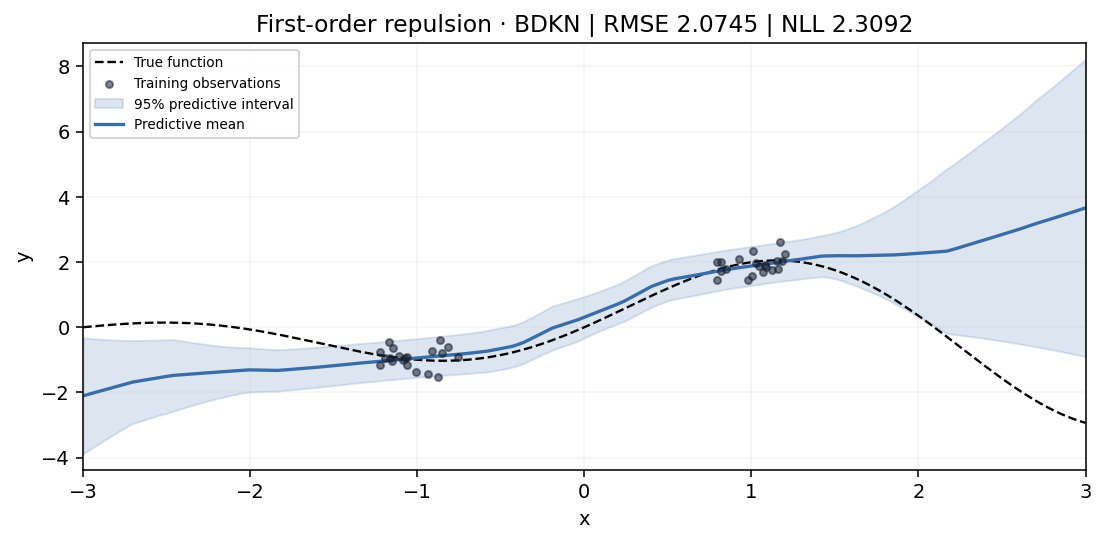 First-order repulsion · BDKN | RMSE 2.0745 | NLL 2.3092
True function
Training observations
95% predictive interval
Predictive mean
8
6
4
2
0
−2
−4
y
−3
−2
−1
0
1
2
3
x